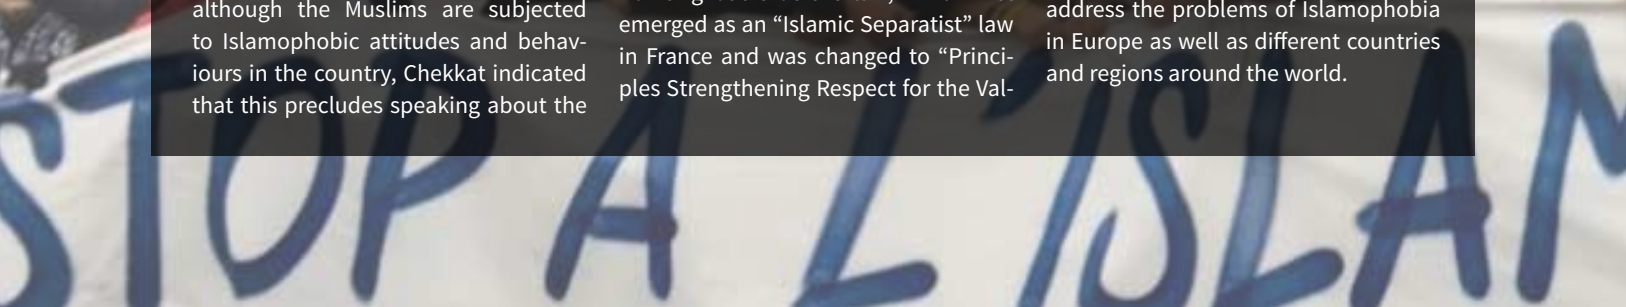 although the Muslims are subjected
to Islamophobic attitudes and behav-
iours in the country, Chekkat indicated
that this precludes speaking about the
emerged as an “Islamic Separatist” law
in France and was changed to “Princi-
ples Strengthening Respect for the Val-
address the problems of Islamophobia
in Europe as well as different countries
and regions around the world.
STOP A L'ISLAM